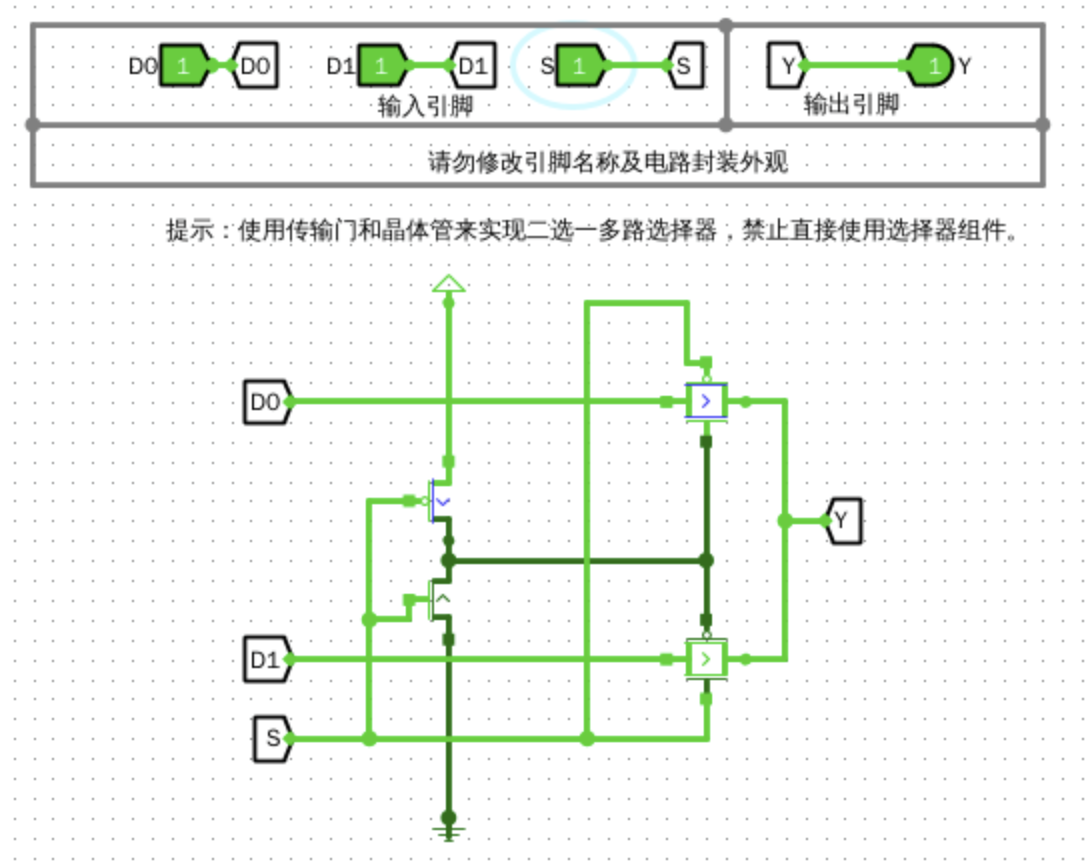 D0 1 D0 D1 1 D1 S 1 S Y 1 Y
输入引脚 输出引脚
请勿修改引脚名称及电路封装外观
提示：使用传输门和晶体管来实现二选一多路选择器，禁止直接使用选择器组件。
D0
Y
D1
S